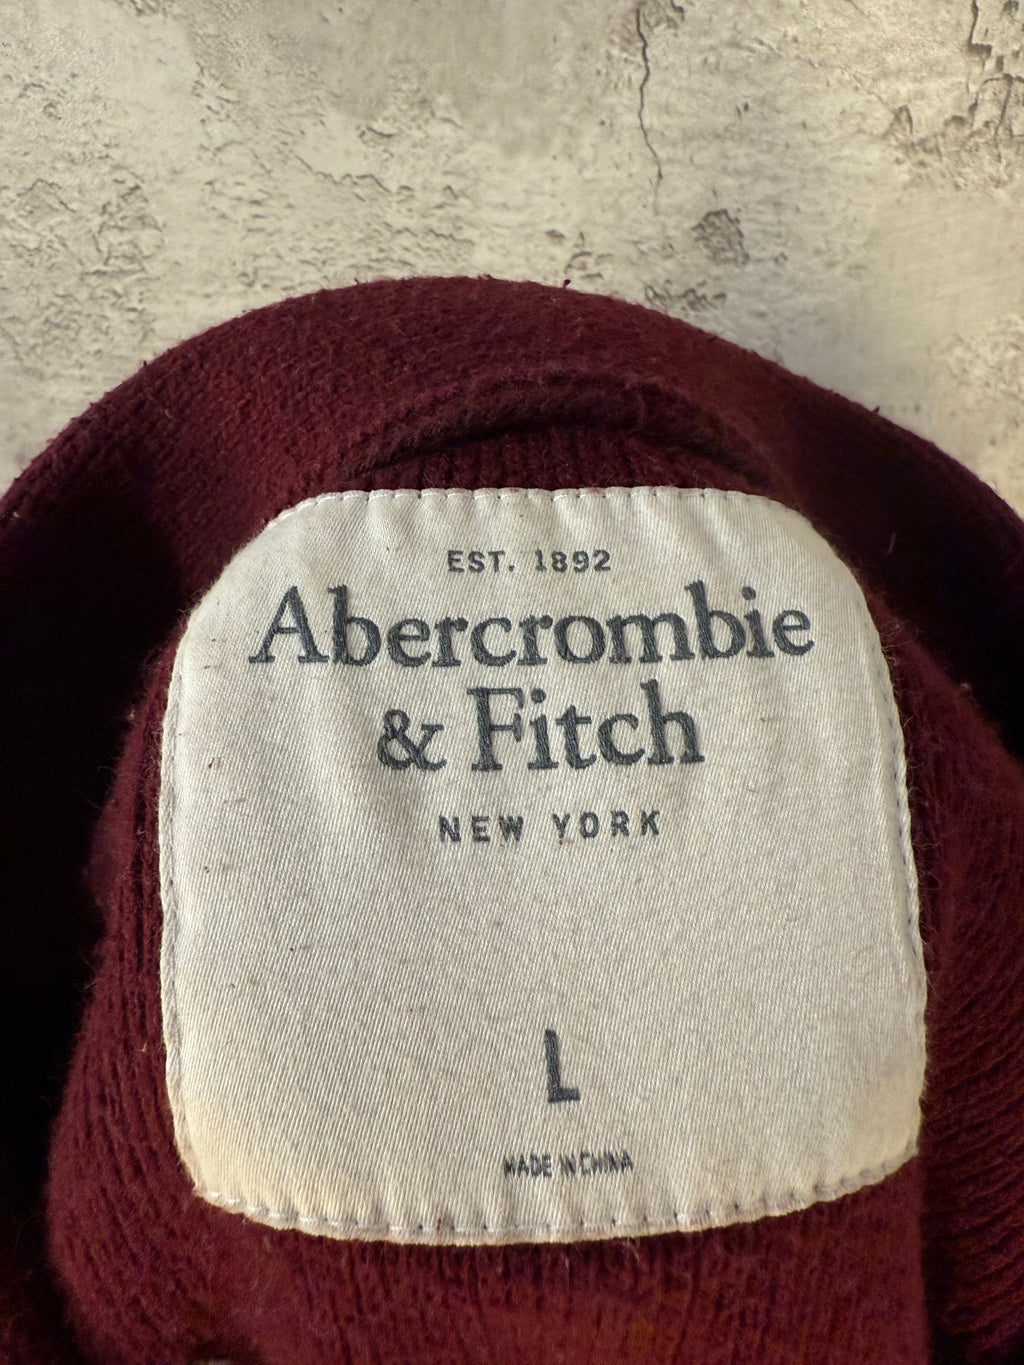 EST. 1892
Abercrombie
& Fitch
NEW YORK
L
MADE IN CHINA